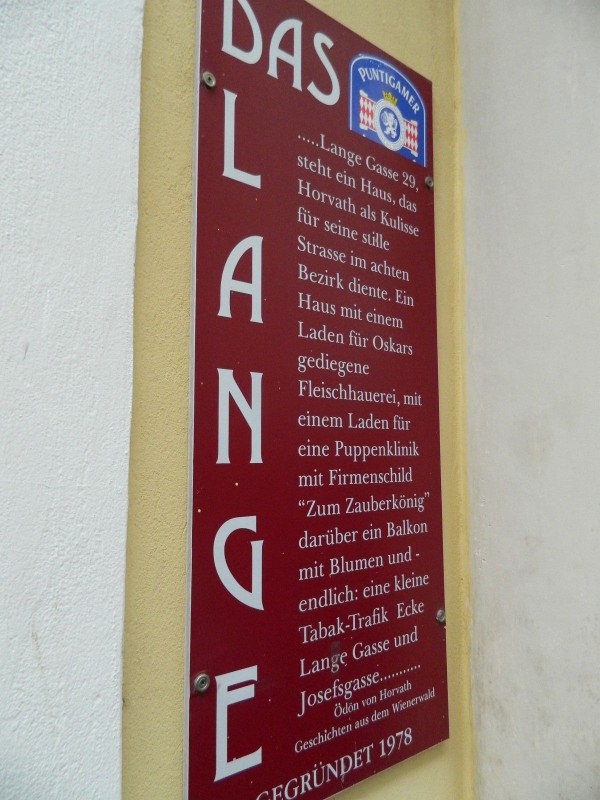 DAS
LANGE
PUNTIGAMER
.....Lange Gasse 29,
steht ein Haus, das
Horvath als Kulisse
für seine stille
Strasse im achten
Bezirk diente. Ein
Haus mit einem
Laden für Oskars
gediegene
Fleischhauerei, mit
einem Laden für
eine Puppenklinik
mit Firmenschild
“Zum Zauberkönig”
darüber ein Balkon
mit Blumen und -
endlich: eine kleine
Tabak-Trafik Ecke
Lange Gasse und
Josefsgasse...........
Ödön von Horvath
Geschichten aus dem Wienerwald
GEGRÜNDET 1978